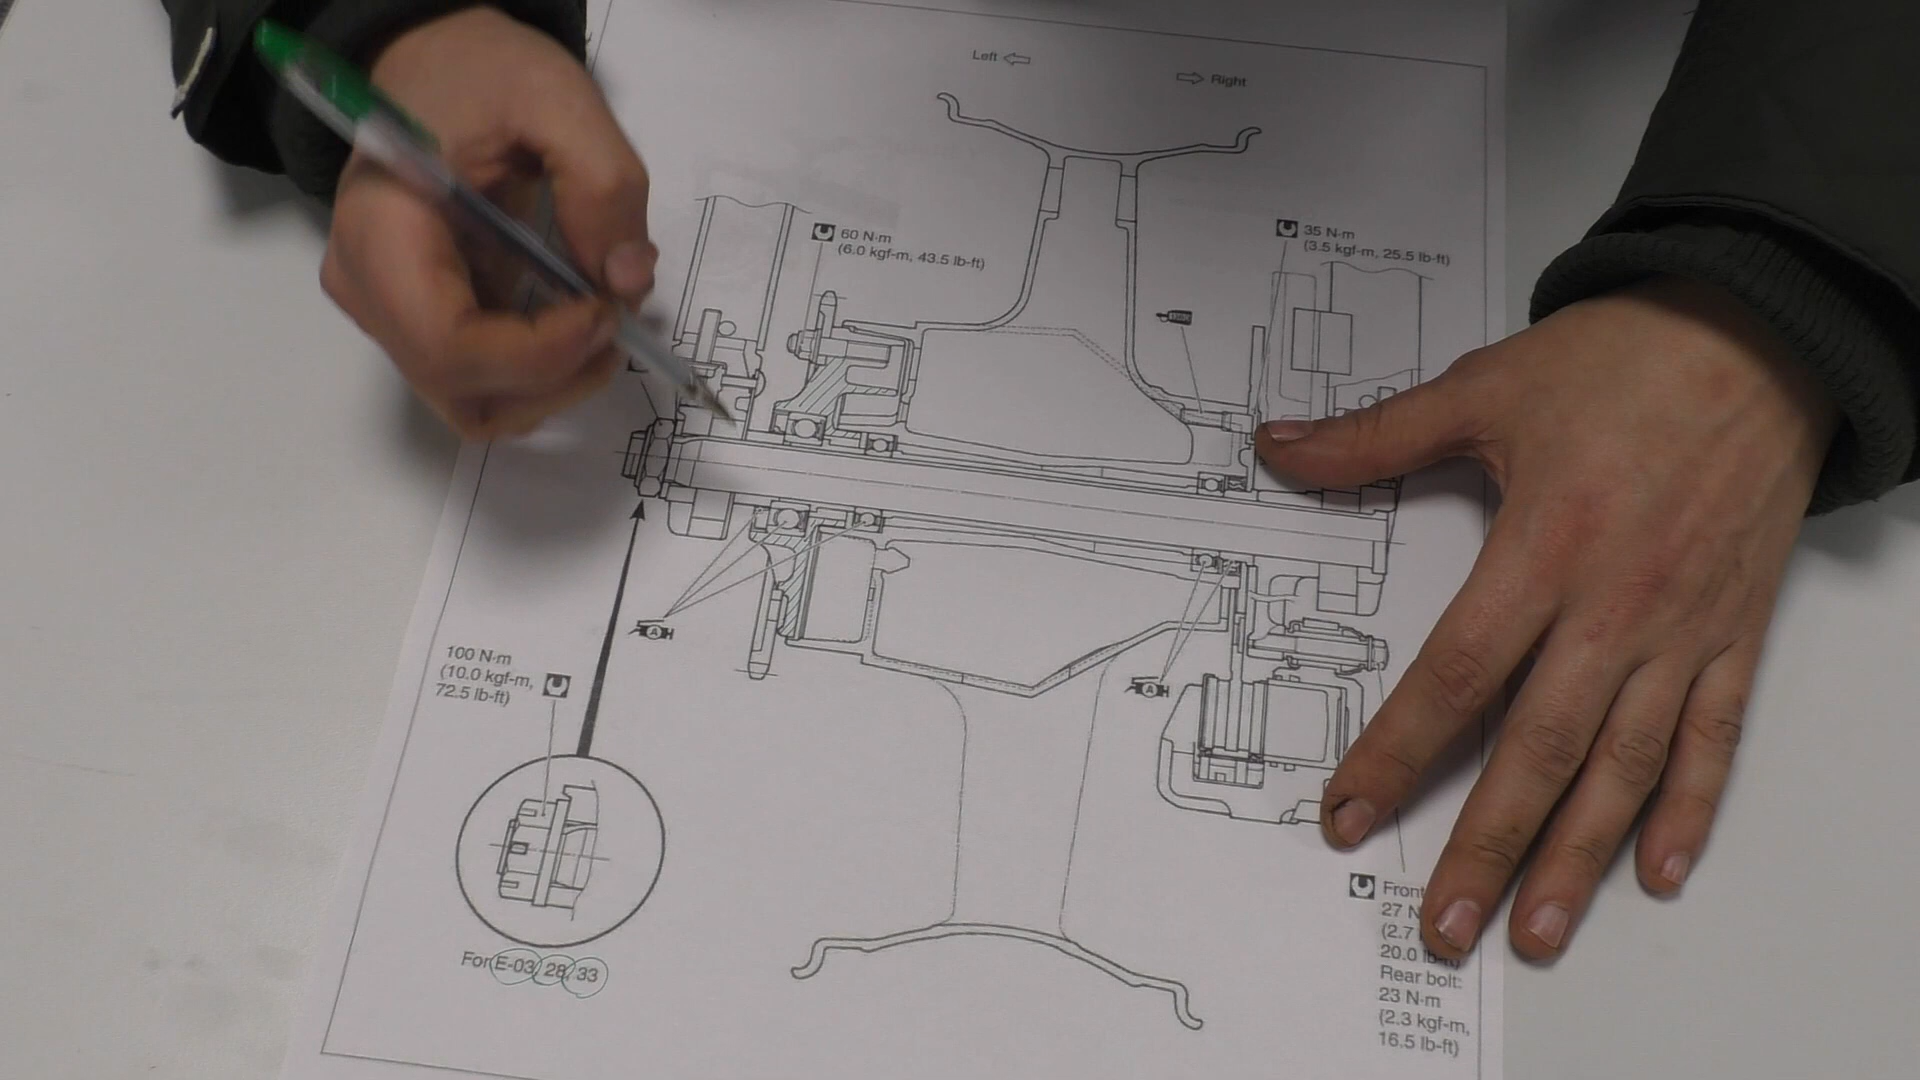 Left
Right
60 N·m
(6.0 kgf-m, 43.5 lb-ft)
35 N·m
(3.5 kgf-m, 25.5 lb-ft)
A
100 N·m
(10.0 kgf-m,
72.5 lb-ft)
A
For E-03, 28, 33
Front
27 N
(2.7
20.0 lb-ft)
Rear bolt:
23 N·m
(2.3 kgf-m,
16.5 lb-ft)